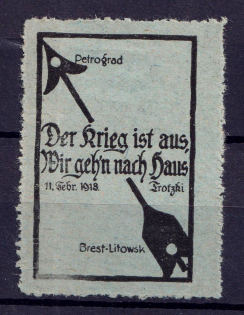 Petrograd
Der Krieg ist aus,
Wir geh'n nach Haus
11. Febr. 1918. Trotzki
Brest-Litowsk